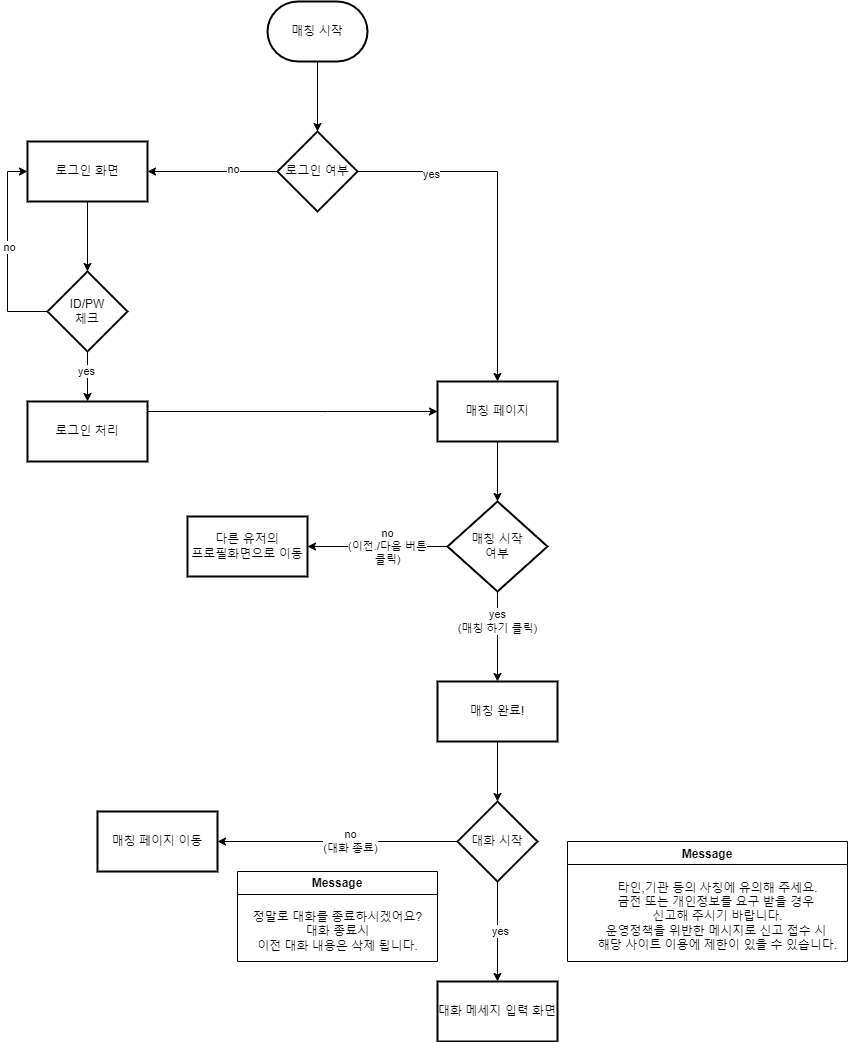 매칭 시작
로그인 화면
no
로그인 여부
yes
no
ID/PW
체크
yes
로그인 처리
매칭 페이지
다른 유저의
프로필화면으로 이동
no
(이전./다음 버튼
클릭)
매칭 시작
여부
yes
(매칭 하기 클릭)
매칭 완료!
매칭 페이지 이동
no
(대화 종료)
대화 시작
Message
정말로 대화를 종료하시겠어요?
대화 종료시
이전 대화 내용은 삭제 됩니다.
Message
타인,기관 등의 사칭에 유의해 주세요.
금전 또는 개인정보를 요구 받을 경우
신고해 주시기 바랍니다.
운영정책을 위반한 메시지로 신고 접수 시
해당 사이트 이용에 제한이 있을 수 있습니다.
yes
대화 메세지 입력 화면